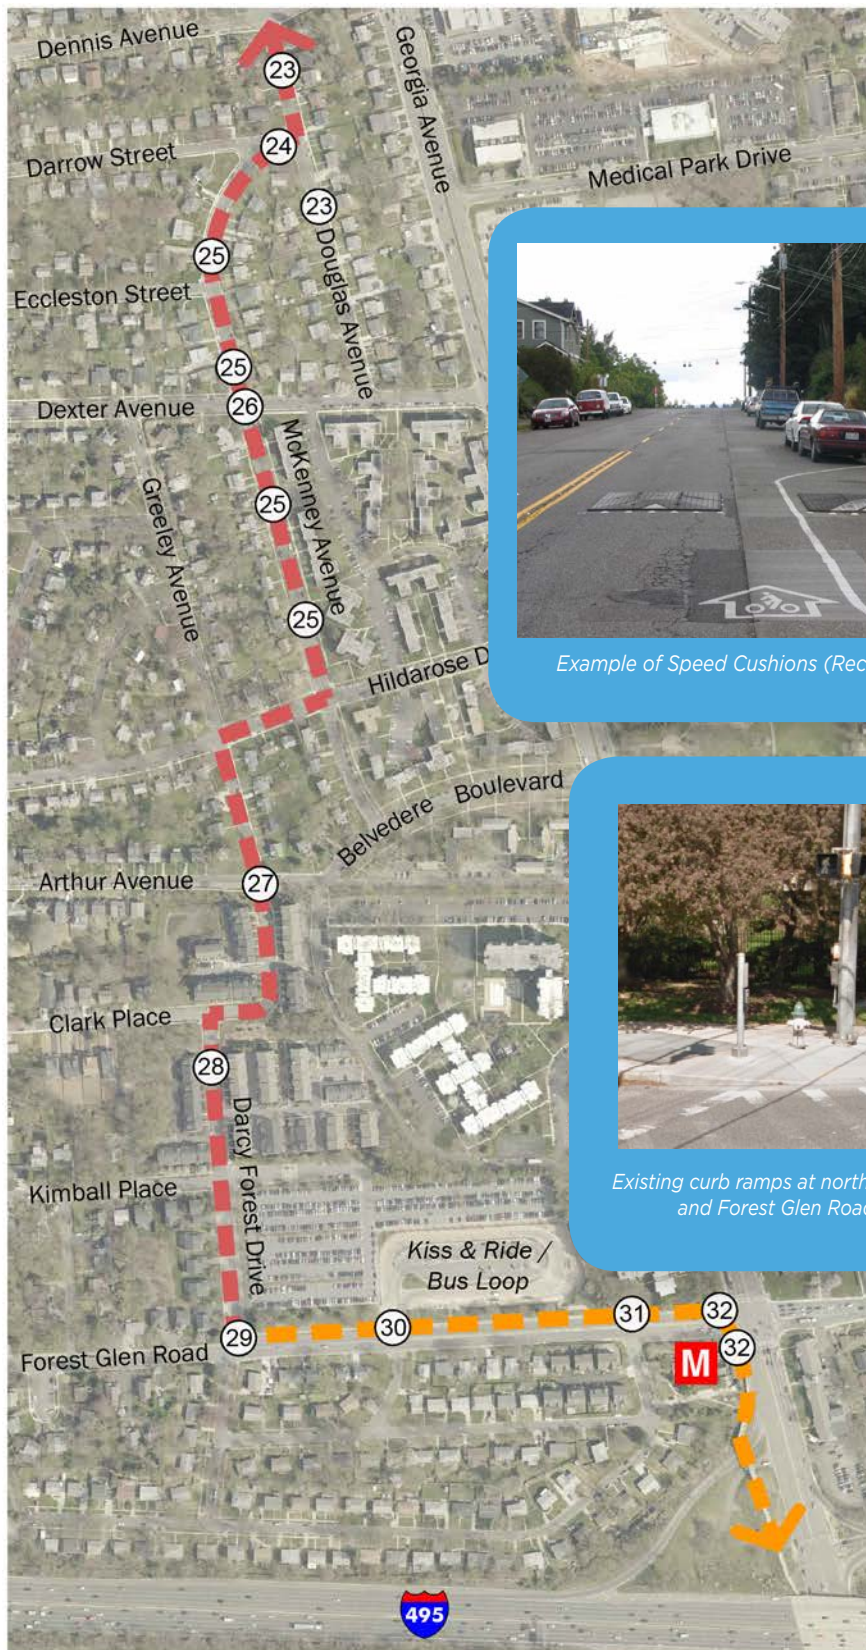 Dennis Avenue
Georgia Avenue
23
24
Darrow Street
Medical Park Drive
23
Douglas Avenue
25
Eccleston Street
25
Dexter Avenue
26
McKenney Avenue
Greeley Avenue
25
25
Hildarose D
Example of Speed Cushions (Rec
Belvedere Boulevard
Arthur Avenue
27
Clark Place
28
Darcy Forest Drive
Kimball Place
Existing curb ramps at north
and Forest Glen Road
Kiss & Ride /
Bus Loop
29
30
31
32
32
Forest Glen Road
M
495